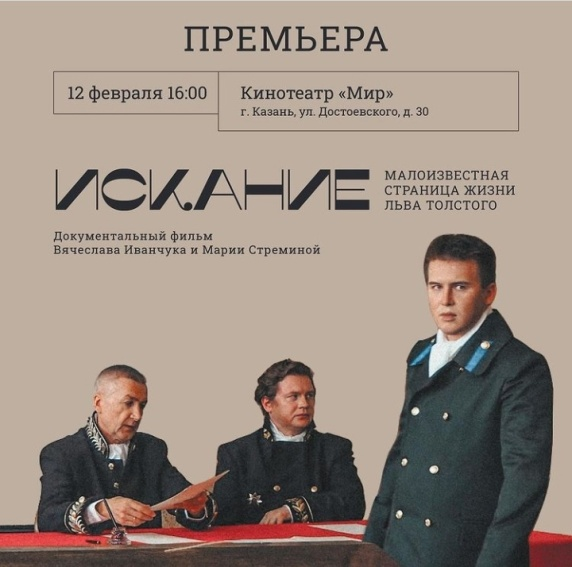 ПРЕМЬЕРА
12 февраля 16:00
Кинотеатр «Мир»
г. Казань, ул. Достоевского, д. 30
ИСКАНИЕ
МАЛОИЗВЕСТНАЯ
СТРАНИЦА ЖИЗНИ
ЛЬВА ТОЛСТОГО
Документальный фильм
Вячеслава Иванчука и Марии Стреминой